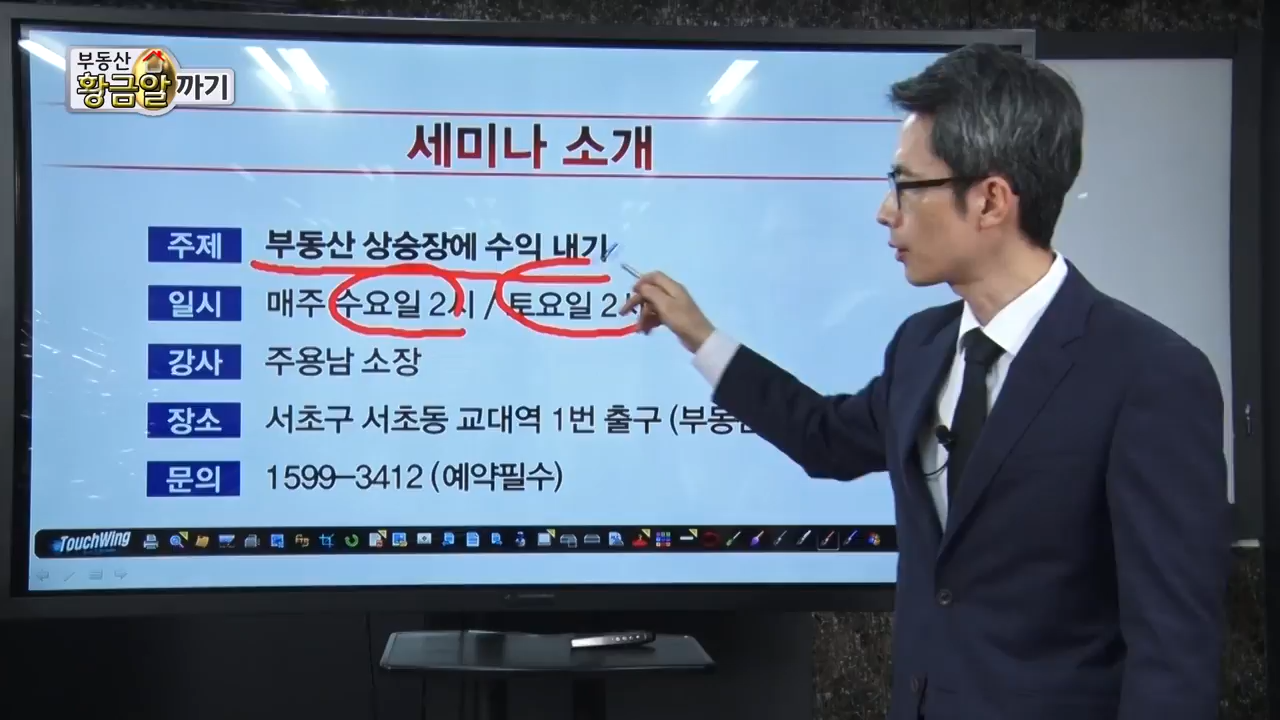 부동산
황금알까기
세미나 소개
주제 부동산 상승장에 수익 내기
일시 매주 수요일 2시 / 토요일 2시
강사 주용남 소장
장소 서초구 서초동 교대역 1번 출구 (부동산
문의 1599-3412 (예약필수)
TouchWing